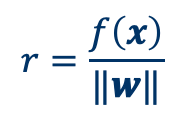 r = f(x) / ‖w‖